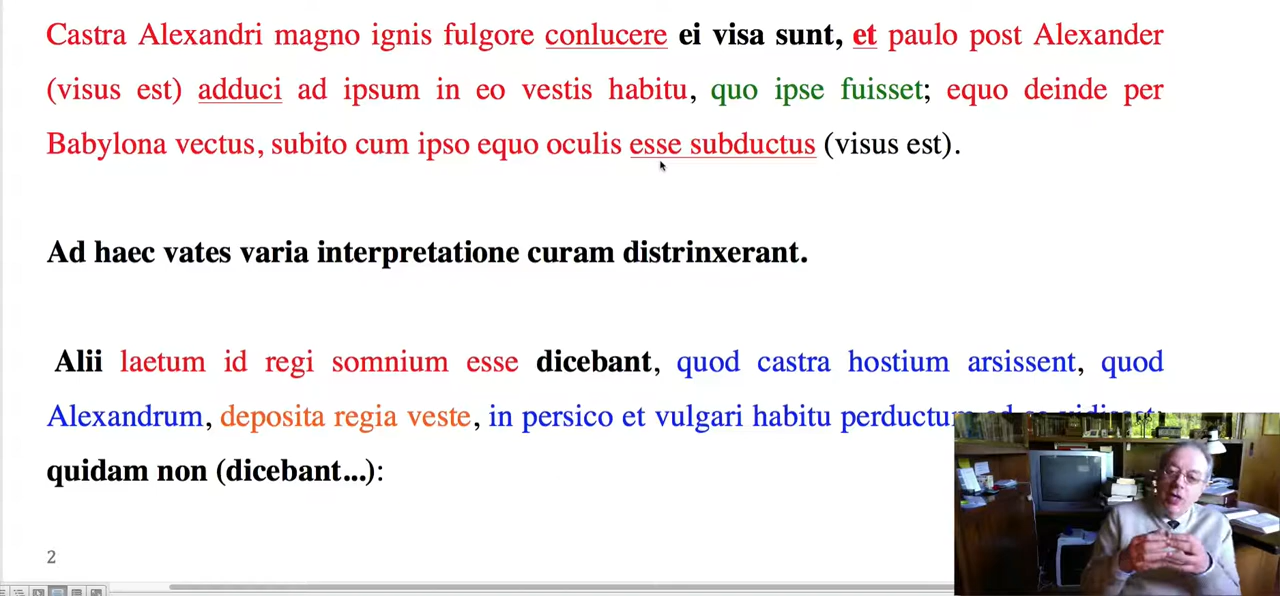 Castra Alexandri magno ignis fulgore conlucere ei visa sunt, et paulo post Alexander
(visus est) adduci ad ipsum in eo vestis habitu, quo ipse fuisset; equo deinde per
Babylona vectus, subito cum ipso equo oculis esse subductus (visus est).
Ad haec vates varia interpretatione curam distrinxerant.
Alii laetum id regi somnium esse dicebant, quod castra hostium arsissent, quod
Alexandrum, deposita regia veste, in persico et vulgari habitu perductum
quidam non (dicebant...):
2